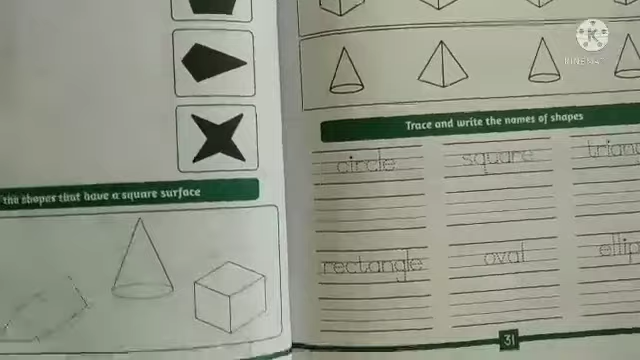 the shapes that have a square surface
Trace and write the names of shapes
circle square
rectangle oval
31
K